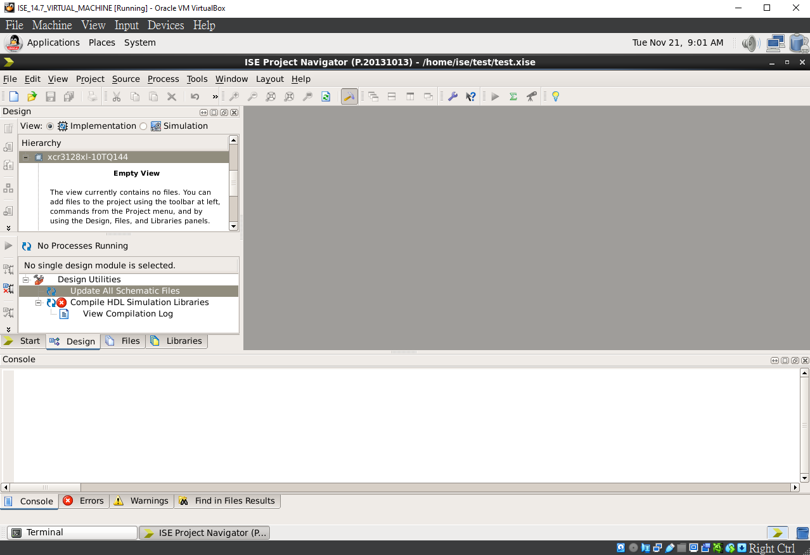 ISE_14.7_VIRTUAL_MACHINE [Running] - Oracle VM VirtualBox
File Machine View Input Devices Help
Applications Places System Tue Nov 21, 9:01 AM
ISE Project Navigator (P.20131013) - /home/ise/test/test.xise
File Edit View Project Source Process Tools Window Layout Help
Design
View: Implementation Simulation
Hierarchy
xcr3128xl-10TQ144
Empty View
The view currently contains no files. You can
add files to the project using the toolbar at left,
commands from the Project menu, and by
using the Design, Files, and Libraries panels.
No Processes Running
No single design module is selected.
Design Utilities
Update All Schematic Files
Compile HDL Simulation Libraries
View Compilation Log
Start Design Files Libraries
Console
Console Errors Warnings Find in Files Results
Terminal ISE Project Navigator (P...
Right Ctrl